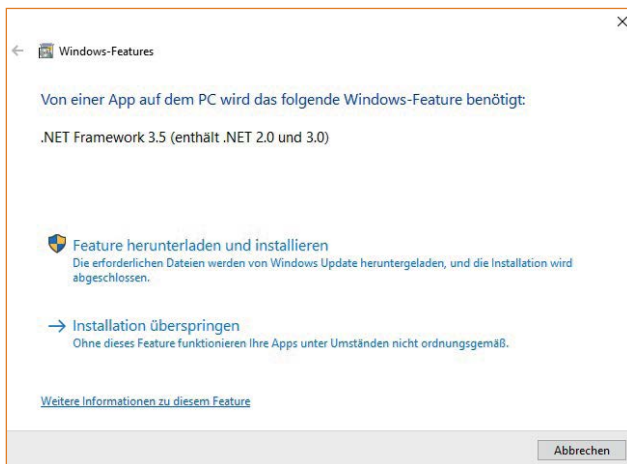 Windows-Features
Von einer App auf dem PC wird das folgende Windows-Feature benötigt:
.NET Framework 3.5 (enthält .NET 2.0 und 3.0)
Feature herunterladen und installieren
Die erforderlichen Dateien werden von Windows Update heruntergeladen, und die Installation wird
abgeschlossen.
Installation überspringen
Ohne dieses Feature funktionieren Ihre Apps unter Umständen nicht ordnungsgemäß.
Weitere Informationen zu diesem Feature
Abbrechen